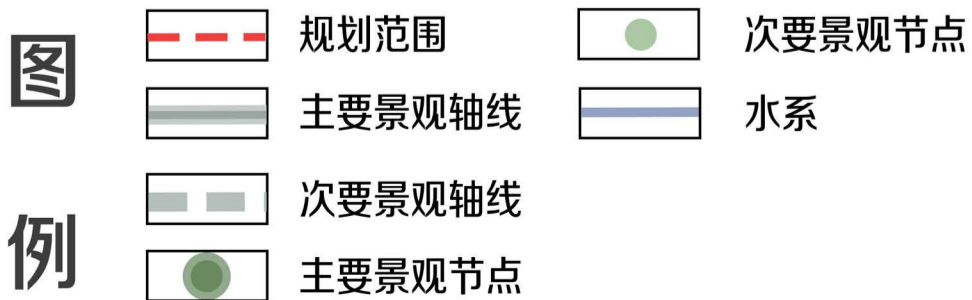 图例
规划范围
主要景观轴线
次要景观轴线
主要景观节点
次要景观节点
水系